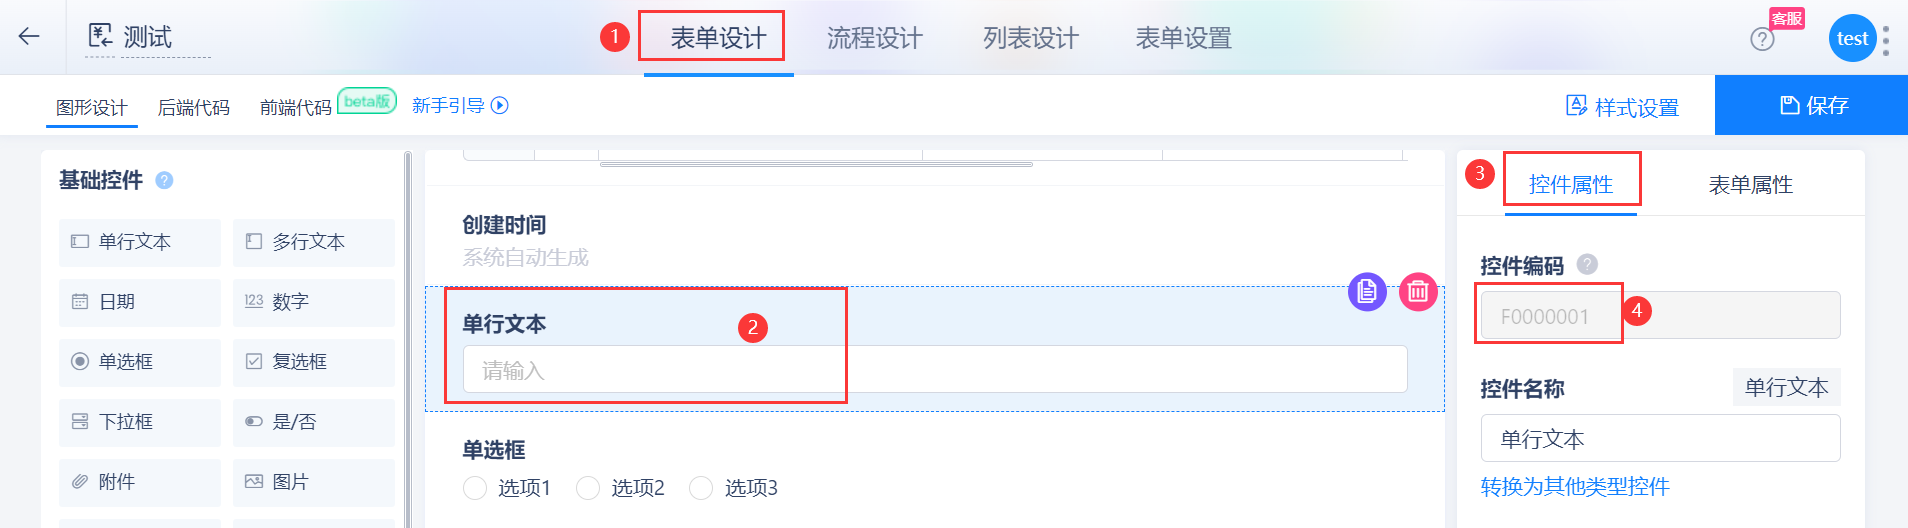 测试
1
表单设计
流程设计
列表设计
表单设置
客服
?
test
图形设计
后端代码
前端代码
beta版
新手引导
样式设置
保存
基础控件 ?
单行文本
多行文本
日期
123 数字
单选框
复选框
下拉框
是/否
附件
图片
创建时间
系统自动生成
单行文本
2
请输入
单选框
选项1 选项2 选项3
3
控件属性
表单属性
控件编码 ?
F0000001
4
控件名称
单行文本
单行文本
转换为其他类型控件